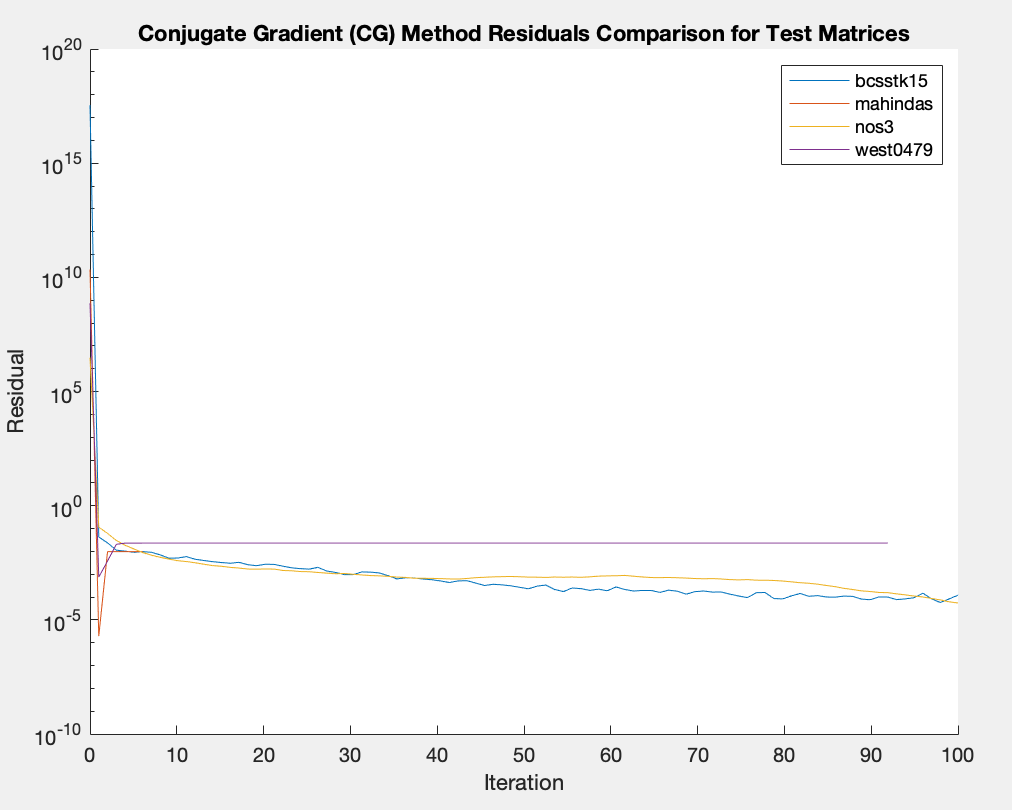 Conjugate Gradient (CG) Method Residuals Comparison for Test Matrices
10^20
10^15
10^10
10^5
10^0
10^-5
10^-10
Residual
bcsstk15
mahindas
nos3
west0479
0 10 20 30 40 50 60 70 80 90 100
Iteration